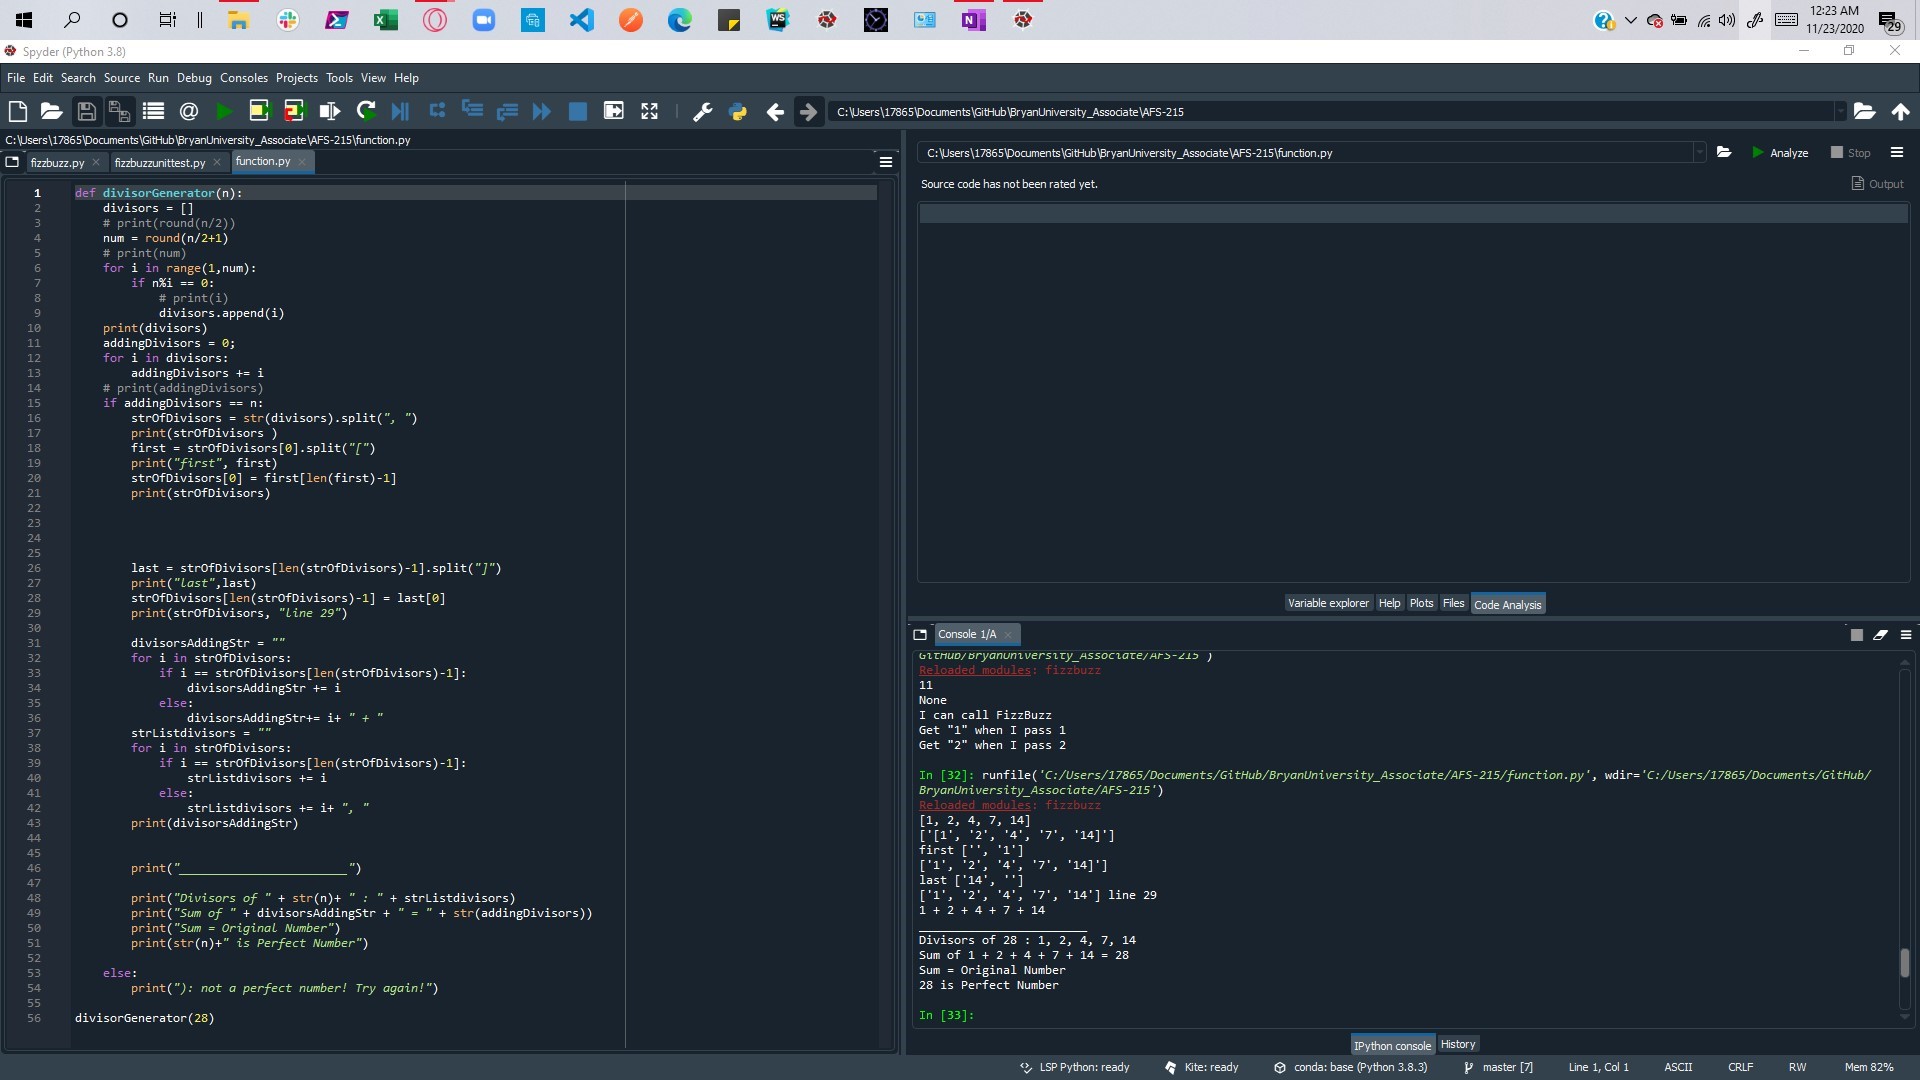 12:23 AM
11/23/2020
29
Spyder (Python 3.8)
File Edit Search Source Run Debug Consoles Projects Tools View Help
C:\Users\17865\Documents\GitHub\BryanUniversity_Associate\AFS-215
C:\Users\17865\Documents\GitHub\BryanUniversity_Associate\AFS-215\function.py
fizzbuzz.py fizzbuzzunittest.py function.py
1 def divisorGenerator(n):
2     divisors = []
3     # print(round(n/2))
4     num = round(n/2+1)
5     # print(num)
6     for i in range(1,num):
7         if n%i == 0:
8             # print(i)
9             divisors.append(i)
10     print(divisors)
11     addingDivisors = 0;
12     for i in divisors:
13         addingDivisors += i
14     # print(addingDivisors)
15     if addingDivisors == n:
16         strOfDivisors = str(divisors).split(", ")
17         print(strOfDivisors )
18         first = strOfDivisors[0].split("[")
19         print("first", first)
20         strOfDivisors[0] = first[len(first)-1]
21         print(strOfDivisors)
22
23
24
25
26         last = strOfDivisors[len(strOfDivisors)-1].split("]")
27         print("last",last)
28         strOfDivisors[len(strOfDivisors)-1] = last[0]
29         print(strOfDivisors, "line 29")
30
31         divisorsAddingStr = ""
32         for i in strOfDivisors:
33             if i == strOfDivisors[len(strOfDivisors)-1]:
34                 divisorsAddingStr += i
35             else:
36                 divisorsAddingStr+= i+ " + "
37         strListdivisors = ""
38         for i in strOfDivisors:
39             if i == strOfDivisors[len(strOfDivisors)-1]:
40                 strListdivisors += i
41             else:
42                 strListdivisors += i+ ", "
43         print(divisorsAddingStr)
44
45
46         print("________________________")
47
48         print("Divisors of " + str(n)+ " : " + strListdivisors)
49         print("Sum of " + divisorsAddingStr + " = " + str(addingDivisors))
50         print("Sum = Original Number")
51         print(str(n)+" is Perfect Number")
52
53     else:
54         print("): not a perfect number! Try again!")
55
56 divisorGenerator(28)
C:\Users\17865\Documents\GitHub\BryanUniversity_Associate\AFS-215\function.py Analyze Stop
Source code has not been rated yet. Output
Variable explorer Help Plots Files Code Analysis
Console 1/A
GitHub/BryanUniversity_Associate/AFS-215')
Reloaded modules: fizzbuzz
11
None
I can call FizzBuzz
Get "1" when I pass 1
Get "2" when I pass 2
In [32]: runfile('C:/Users/17865/Documents/GitHub/BryanUniversity_Associate/AFS-215/function.py', wdir='C:/Users/17865/Documents/GitHub/
BryanUniversity_Associate/AFS-215')
Reloaded modules: fizzbuzz
[1, 2, 4, 7, 14]
['[1', '2', '4', '7', '14]']
first ['', '1']
['1', '2', '4', '7', '14]']
last ['14', '']
['1', '2', '4', '7', '14'] line 29
1 + 2 + 4 + 7 + 14
________________________
Divisors of 28 : 1, 2, 4, 7, 14
Sum of 1 + 2 + 4 + 7 + 14 = 28
Sum = Original Number
28 is Perfect Number
In [33]:
IPython console History
LSP Python: ready Kite: ready conda: base (Python 3.8.3) master [7] Line 1, Col 1 ASCII CRLF RW Mem 82%